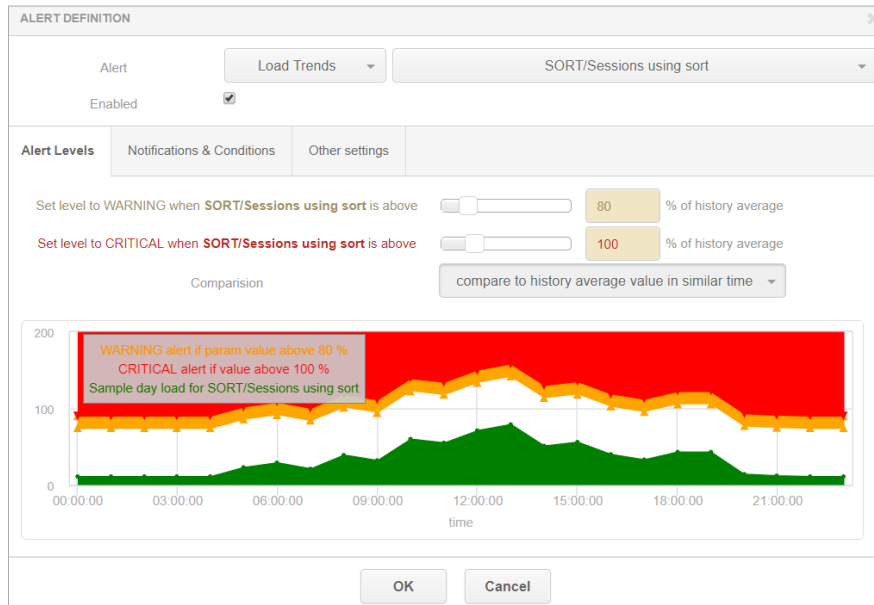 ALERT DEFINITION
Alert
Load Trends
SORT/Sessions using sort
Enabled
Alert Levels
Notifications & Conditions
Other settings
Set level to WARNING when SORT/Sessions using sort is above
80
% of history average
Set level to CRITICAL when SORT/Sessions using sort is above
100
% of history average
Comparision
compare to history average value in similar time
200
100
0
WARNING alert if param value above 80 %
CRITICAL alert if value above 100 %
Sample day load for SORT/Sessions using sort
00:00:00
03:00:00
06:00:00
09:00:00
12:00:00
15:00:00
18:00:00
21:00:00
time
OK
Cancel